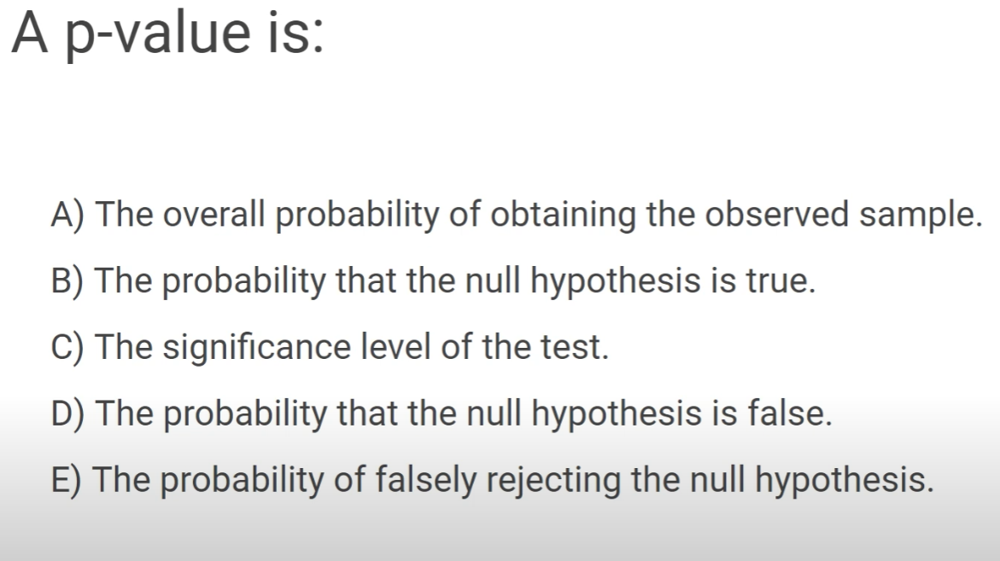 A p-value is:
A) The overall probability of obtaining the observed sample.
B) The probability that the null hypothesis is true.
C) The significance level of the test.
D) The probability that the null hypothesis is false.
E) The probability of falsely rejecting the null hypothesis.